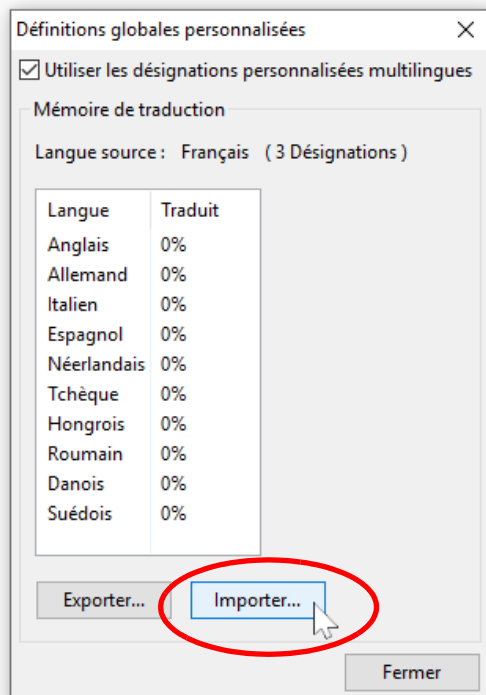 Définitions globales personnalisées
Utiliser les désignations personnalisées multilingues
Mémoire de traduction
Langue source : Français ( 3 Désignations )
Langue Traduit
Anglais 0%
Allemand 0%
Italien 0%
Espagnol 0%
Néerlandais 0%
Tchèque 0%
Hongrois 0%
Roumain 0%
Danois 0%
Suédois 0%
Exporter... Importer...
Fermer